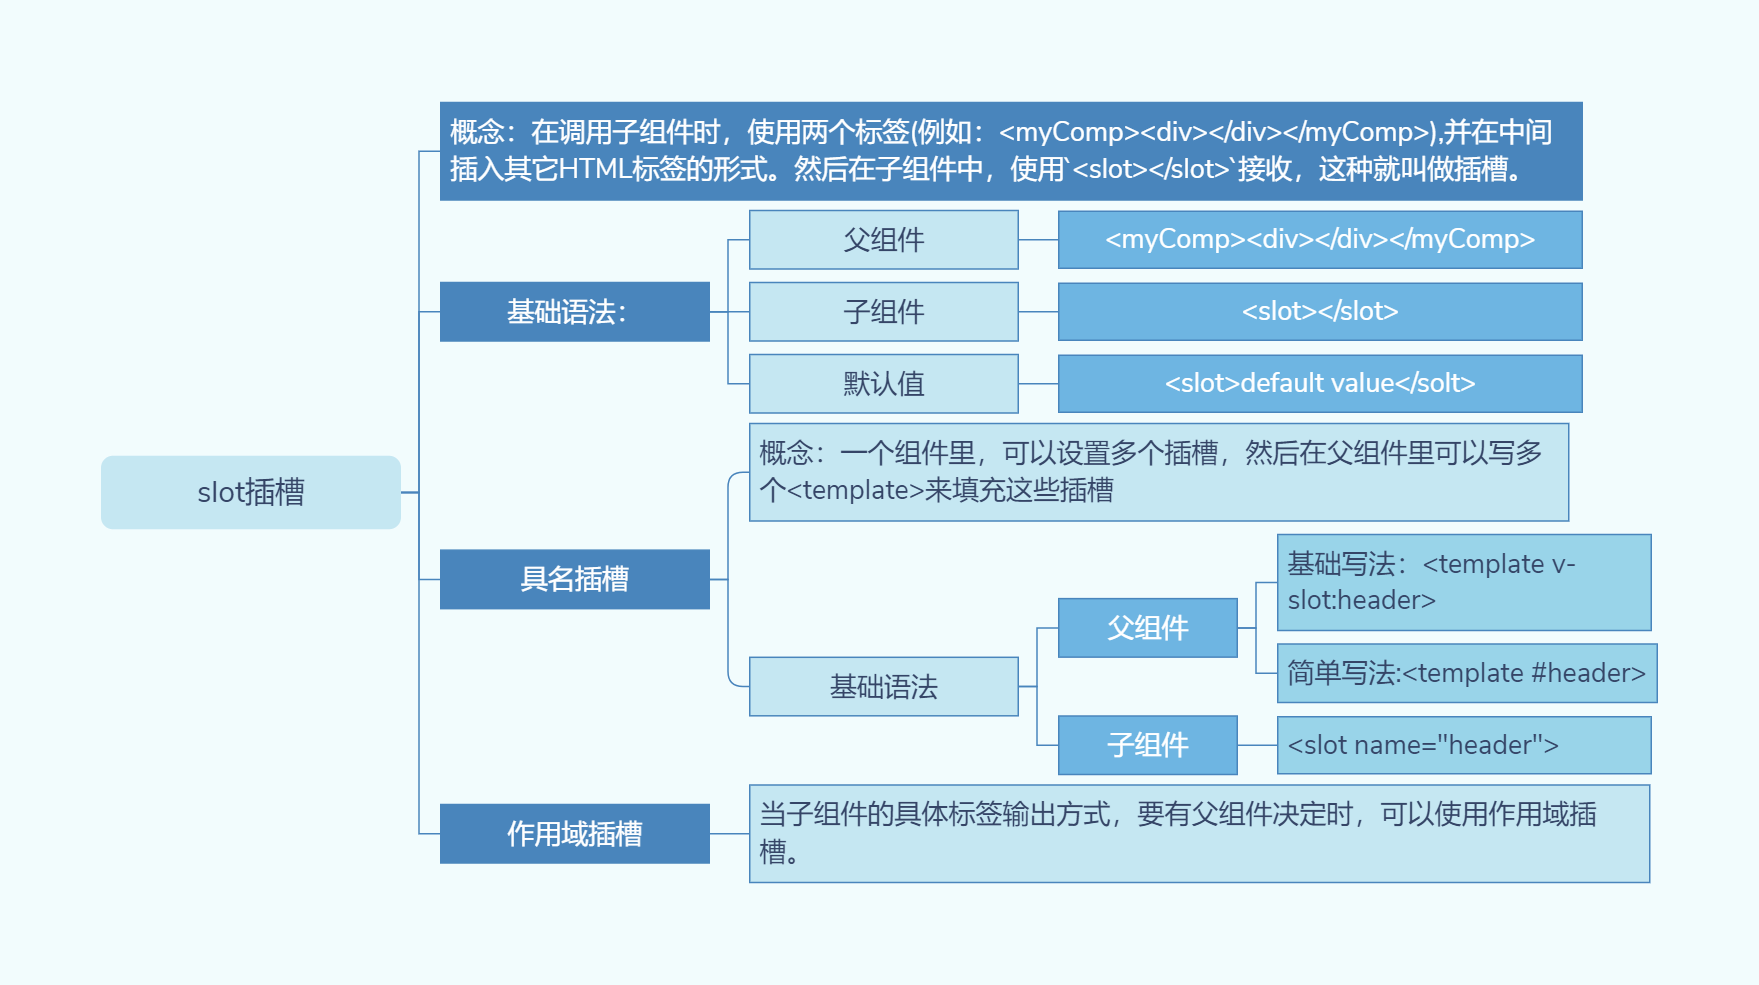 概念：在调用子组件时，使用两个标签(例如：<myComp><div></div></myComp>),并在中间
插入其它HTML标签的形式。然后在子组件中，使用`<slot></slot>`接收，这种就叫做插槽。
父组件
<myComp><div></div></myComp>
基础语法：
子组件
<slot></slot>
默认值
<slot>default value</solt>
slot插槽
概念：一个组件里，可以设置多个插槽，然后在父组件里可以写多
个<template>来填充这些插槽
具名插槽
基础语法
父组件
基础写法：<template v-
slot:header>
简单写法:<template #header>
子组件
<slot name="header">
作用域插槽
当子组件的具体标签输出方式，要有父组件决定时，可以使用作用域插
槽。